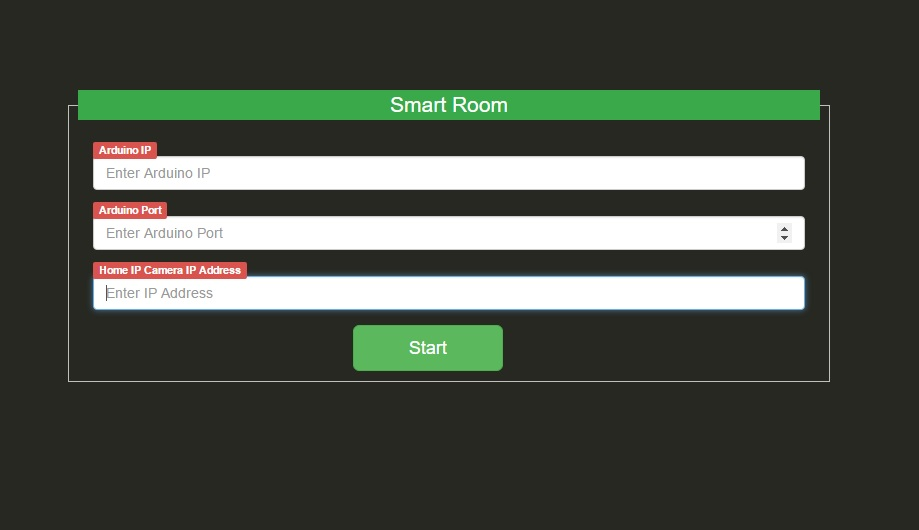 Smart Room
Arduino IP
Enter Arduino IP
Arduino Port
Enter Arduino Port
Home IP Camera IP Address
Enter IP Address
Start